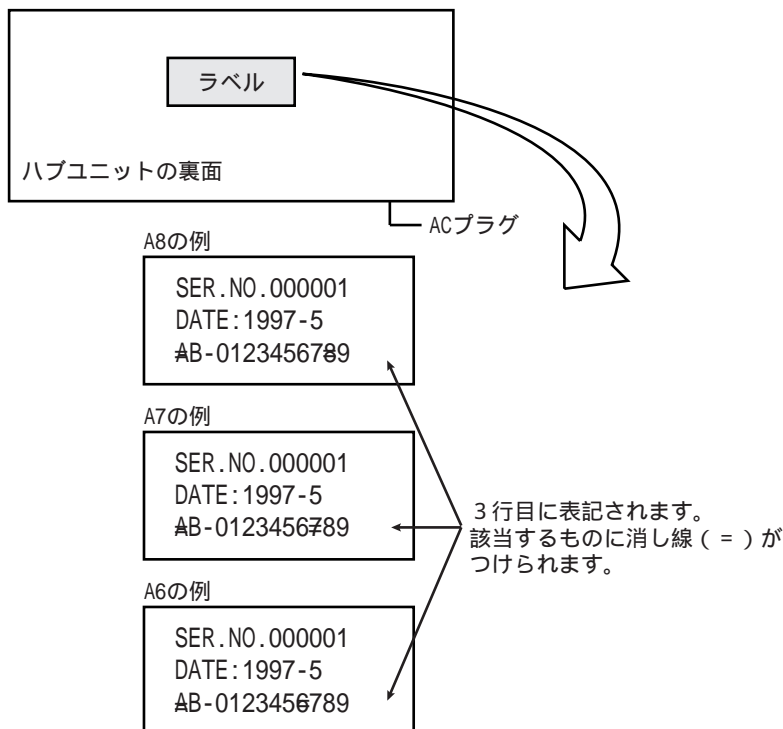 ラベル
ハブユニットの裏面
ACプラグ
A8の例
SER.NO.000001
DATE:1997-5
AB-0123456789
A7の例
SER.NO.000001
DATE:1997-5
AB-0123456789
3行目に表記されます。
該当するものに消し線(=)が
つけられます。
A6の例
SER.NO.000001
DATE:1997-5
AB-0123456789